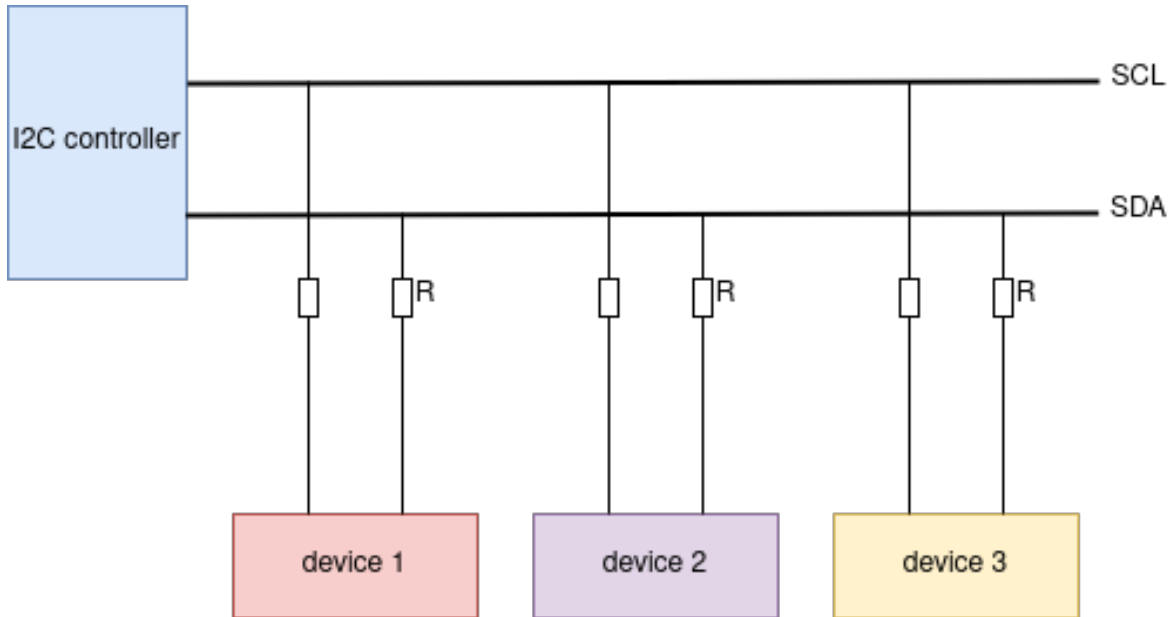 SCL
I2C controller
SDA
R
R
R
device 1
device 2
device 3